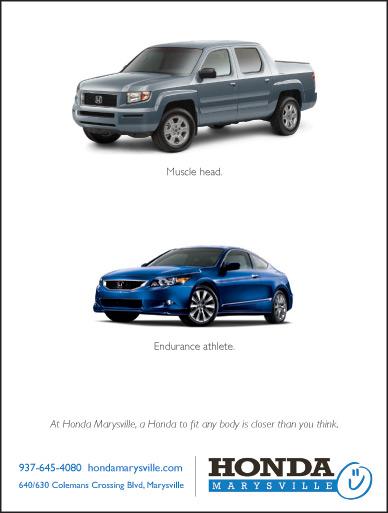 Muscle head.
Endurance athlete.
At Honda Marysville, a Honda to fit any body is closer than you think.
937-645-4080 hondamarysville.com
640/630 Colemans Crossing Blvd, Marysville
HONDA
MARYSVILLE